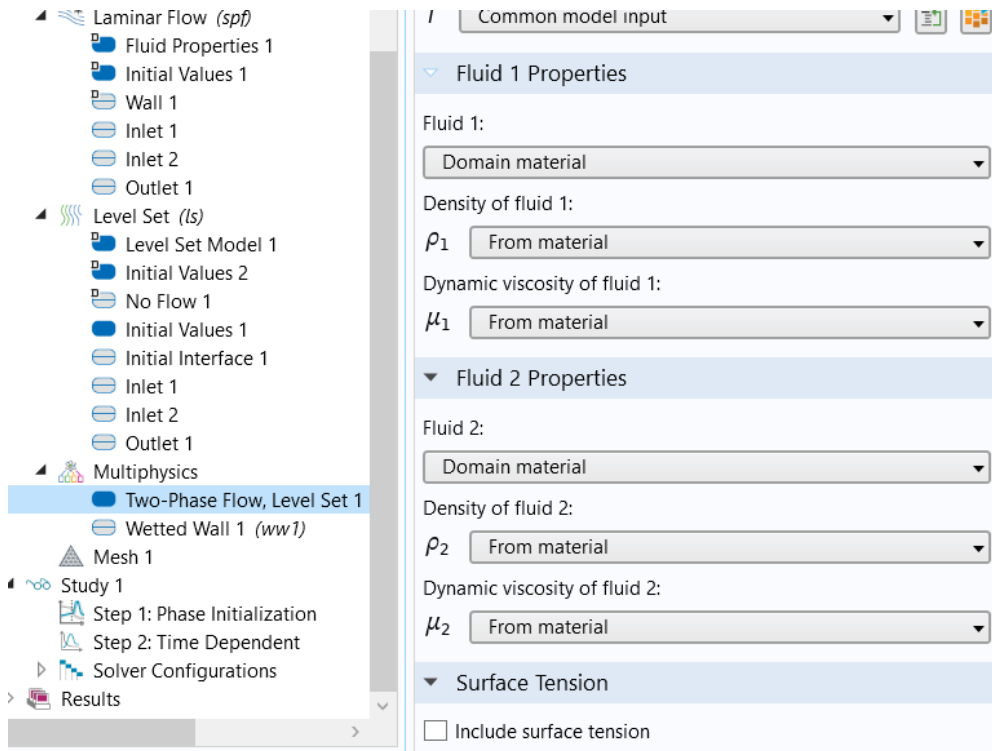 Laminar Flow (spf)
Fluid Properties 1
Initial Values 1
Wall 1
Inlet 1
Inlet 2
Outlet 1
Level Set (ls)
Level Set Model 1
Initial Values 2
No Flow 1
Initial Values 1
Initial Interface 1
Inlet 1
Inlet 2
Outlet 1
Multiphysics
Two-Phase Flow, Level Set 1
Wetted Wall 1 (ww1)
Mesh 1
Study 1
Step 1: Phase Initialization
Step 2: Time Dependent
Solver Configurations
Results
T Common model input
Fluid 1 Properties
Fluid 1:
Domain material
Density of fluid 1:
ρ1 From material
Dynamic viscosity of fluid 1:
μ1 From material
Fluid 2 Properties
Fluid 2:
Domain material
Density of fluid 2:
ρ2 From material
Dynamic viscosity of fluid 2:
μ2 From material
Surface Tension
Include surface tension